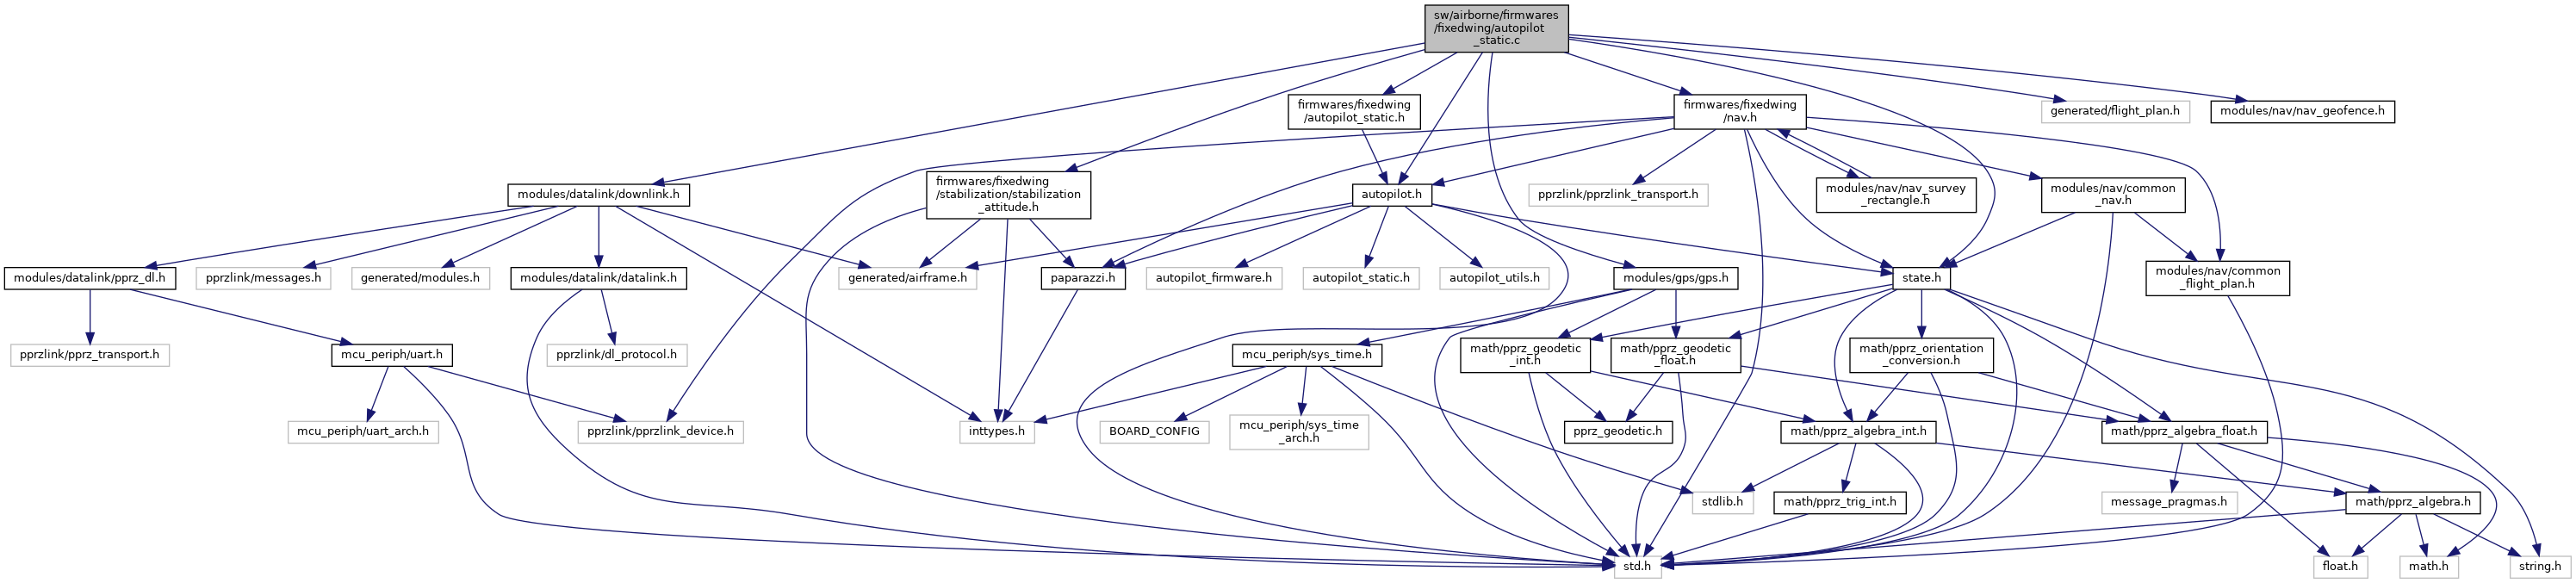 sw/airborne/firmwares
/fixedwing/autopilot
_static.c
firmwares/fixedwing
/autopilot_static.h
firmwares/fixedwing
/nav.h
generated/flight_plan.h
modules/nav/nav_geofence.h
modules/datalink/downlink.h
firmwares/fixedwing
/stabilization/stabilization
_attitude.h
autopilot.h
pprzlink/pprzlink_transport.h
modules/nav/nav_survey
_rectangle.h
modules/nav/common
_nav.h
modules/datalink/pprz_dl.h
pprzlink/messages.h
generated/modules.h
modules/datalink/datalink.h
generated/airframe.h
paparazzi.h
autopilot_firmware.h
autopilot_static.h
autopilot_utils.h
modules/gps/gps.h
state.h
modules/nav/common
_flight_plan.h
pprzlink/pprz_transport.h
mcu_periph/uart.h
pprzlink/dl_protocol.h
mcu_periph/sys_time.h
math/pprz_geodetic
_int.h
math/pprz_geodetic
_float.h
math/pprz_orientation
_conversion.h
mcu_periph/uart_arch.h
pprzlink/pprzlink_device.h
inttypes.h
BOARD_CONFIG
mcu_periph/sys_time
_arch.h
pprz_geodetic.h
math/pprz_algebra_int.h
math/pprz_algebra_float.h
stdlib.h
math/pprz_trig_int.h
message_pragmas.h
math/pprz_algebra.h
std.h
float.h
math.h
string.h